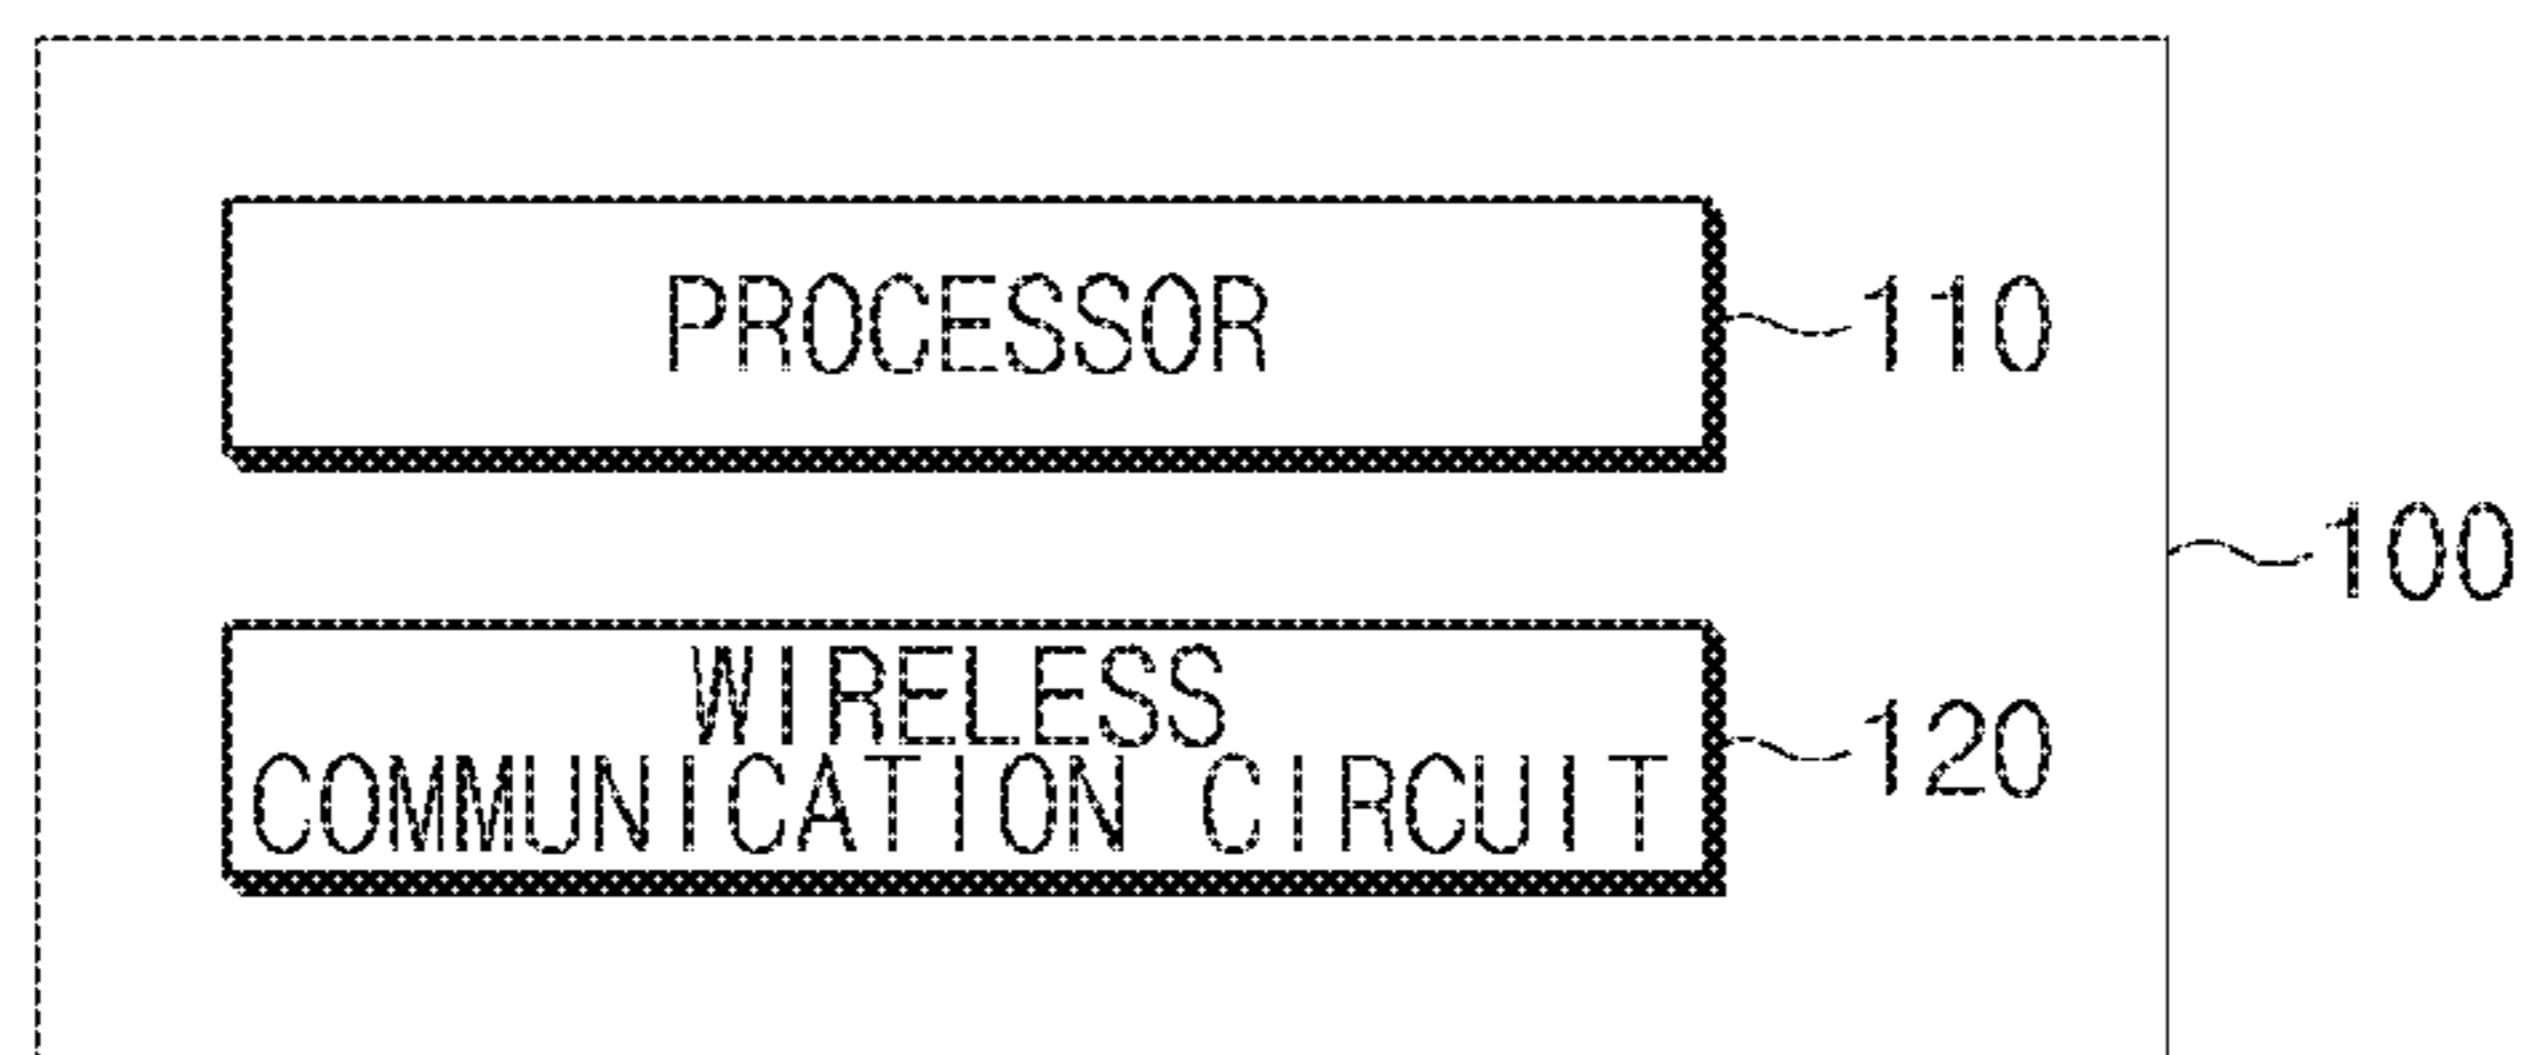 PROCESSOR
110
100
WIRELESS
COMMUNICATION CIRCUIT
120